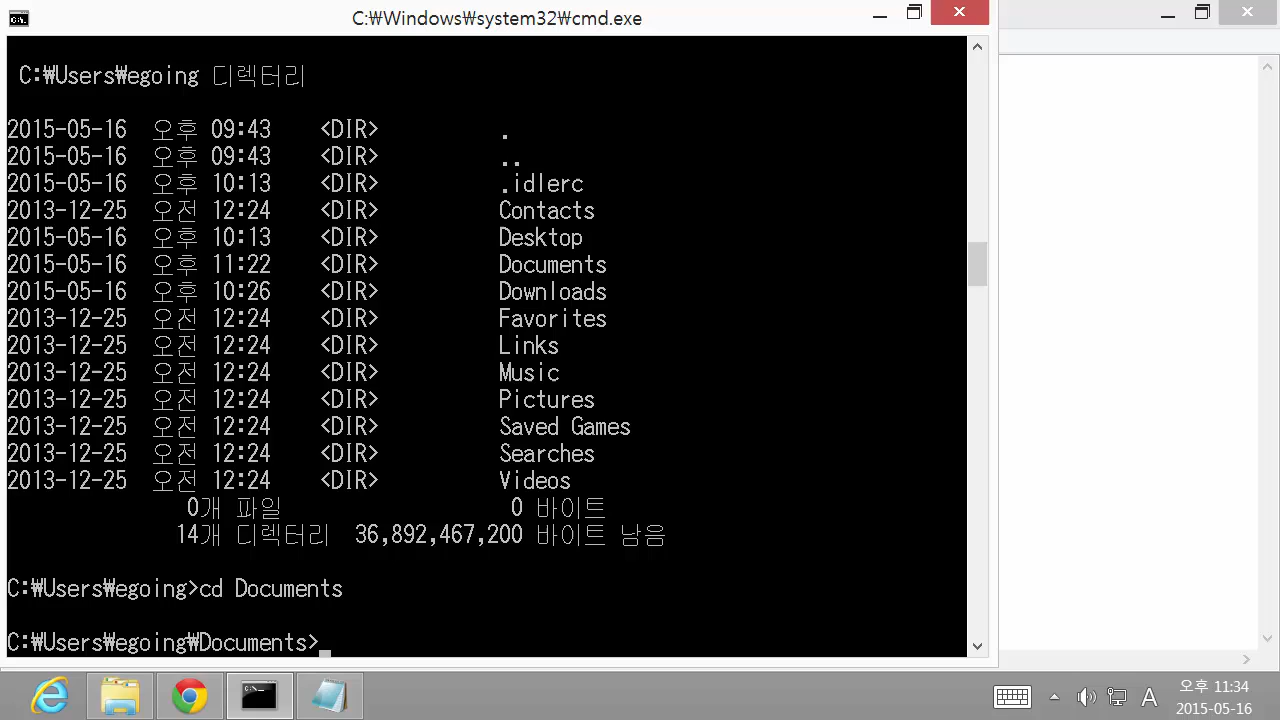 C:₩Windows₩system32₩cmd.exe
C:₩Users₩egoing 디렉터리
2015-05-16 오후 09:43 <DIR> .
2015-05-16 오후 09:43 <DIR> ..
2015-05-16 오후 10:13 <DIR> .idlerc
2013-12-25 오전 12:24 <DIR> Contacts
2015-05-16 오후 10:13 <DIR> Desktop
2015-05-16 오후 11:22 <DIR> Documents
2015-05-16 오후 10:26 <DIR> Downloads
2013-12-25 오전 12:24 <DIR> Favorites
2013-12-25 오전 12:24 <DIR> Links
2013-12-25 오전 12:24 <DIR> Music
2013-12-25 오전 12:24 <DIR> Pictures
2013-12-25 오전 12:24 <DIR> Saved Games
2013-12-25 오전 12:24 <DIR> Searches
2013-12-25 오전 12:24 <DIR> Videos
0개 파일 0 바이트
14개 디렉터리 36,892,467,200 바이트 남음
C:₩Users₩egoing>cd Documents
C:₩Users₩egoing₩Documents>
A
오후 11:34
2015-05-16